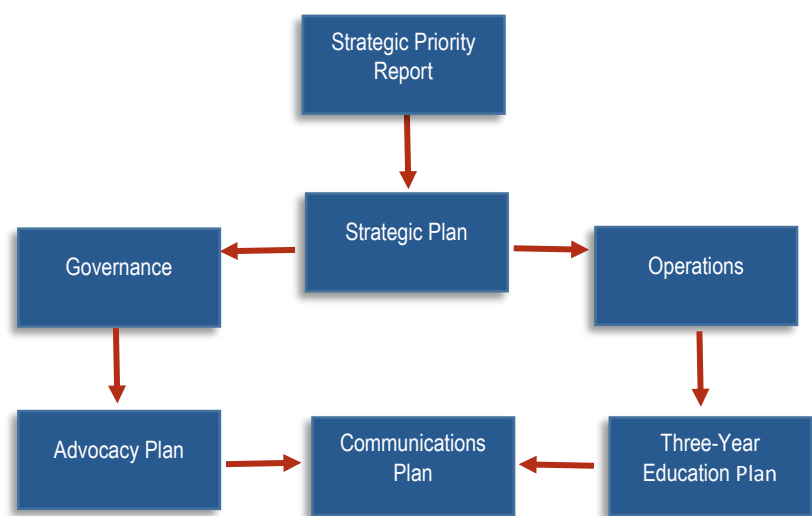 Strategic Priority
Report
Strategic Plan
Governance
Operations
Advocacy Plan
Communications
Plan
Three-Year
Education Plan